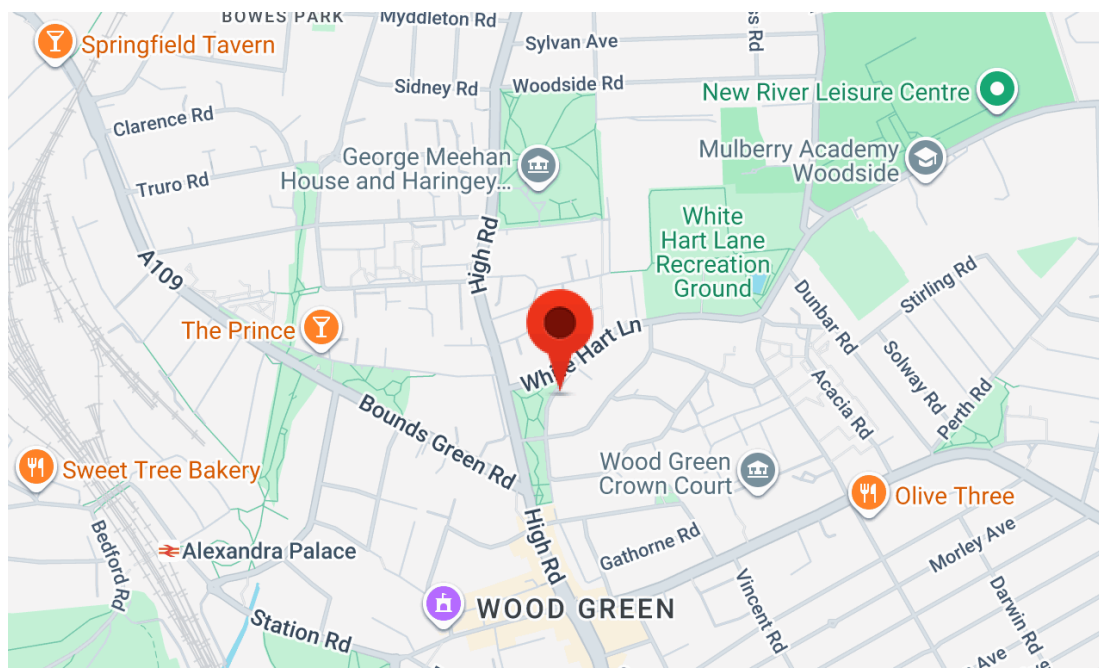 BOWES PARK
Myddleton Rd
ss Rd
Springfield Tavern
Sylvan Ave
Sidney Rd
Woodside Rd
New River Leisure Centre
Clarence Rd
George Meehan
House and Haringey...
Mulberry Academy
Woodside
Truro Rd
White
Hart Lane
Recreation
Ground
A109
High Rd
Stirling Rd
Dunbar Rd
The Prince
White Hart Ln
Solway Rd
Acacia Rd
Perth Rd
Bounds Green Rd
Sweet Tree Bakery
Wood Green
Crown Court
Olive Three
High Rd
Bedford Rd
Alexandra Palace
Gathorne Rd
Morley Ave
Vincent Rd
Darwin Rd
WOOD GREEN
Station Rd
Ave